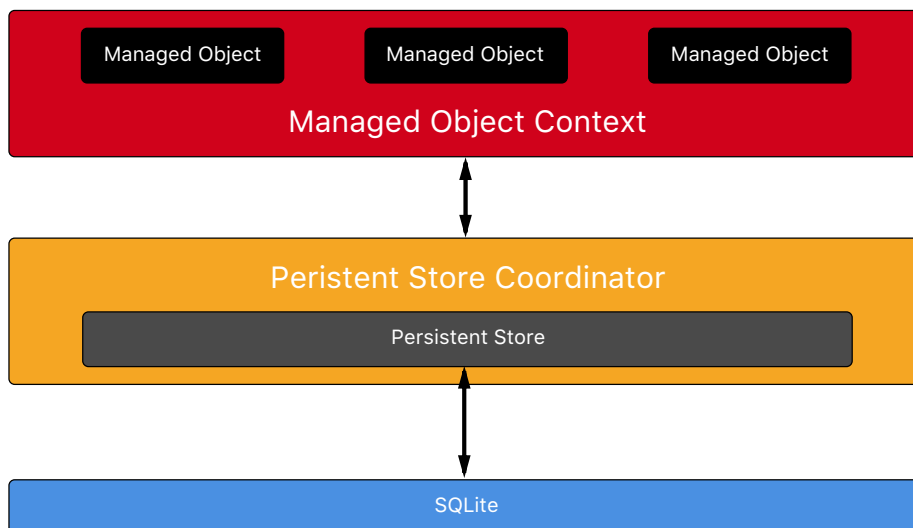 Managed Object Managed Object Managed Object
Managed Object Context
Peristent Store Coordinator
Persistent Store
SQLite